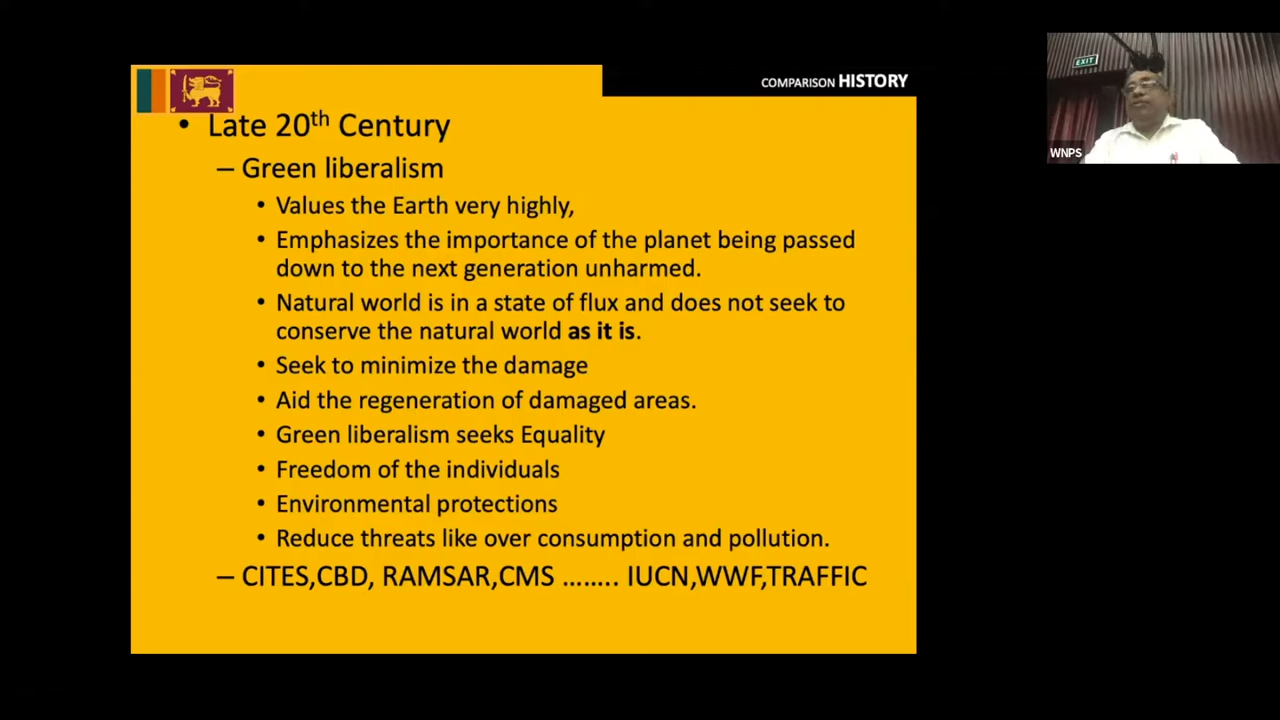 COMPARISON HISTORY
• Late 20th Century
– Green liberalism
• Values the Earth very highly,
• Emphasizes the importance of the planet being passed
down to the next generation unharmed.
• Natural world is in a state of flux and does not seek to
conserve the natural world as it is.
• Seek to minimize the damage
• Aid the regeneration of damaged areas.
• Green liberalism seeks Equality
• Freedom of the individuals
• Environmental protections
• Reduce threats like over consumption and pollution.
– CITES,CBD, RAMSAR,CMS …….. IUCN,WWF,TRAFFIC
EXIT
WNPS